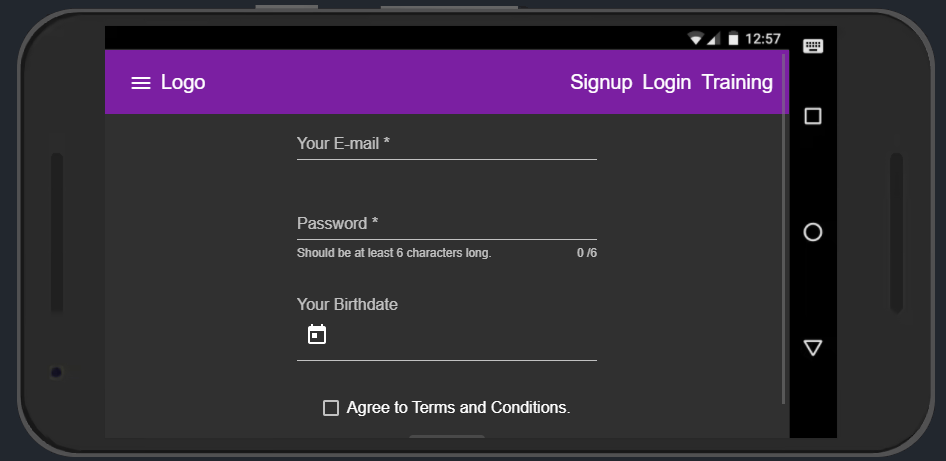 12:57
Logo Signup Login Training
Your E-mail *
Password *
Should be at least 6 characters long. 0 /6
Your Birthdate
Agree to Terms and Conditions.